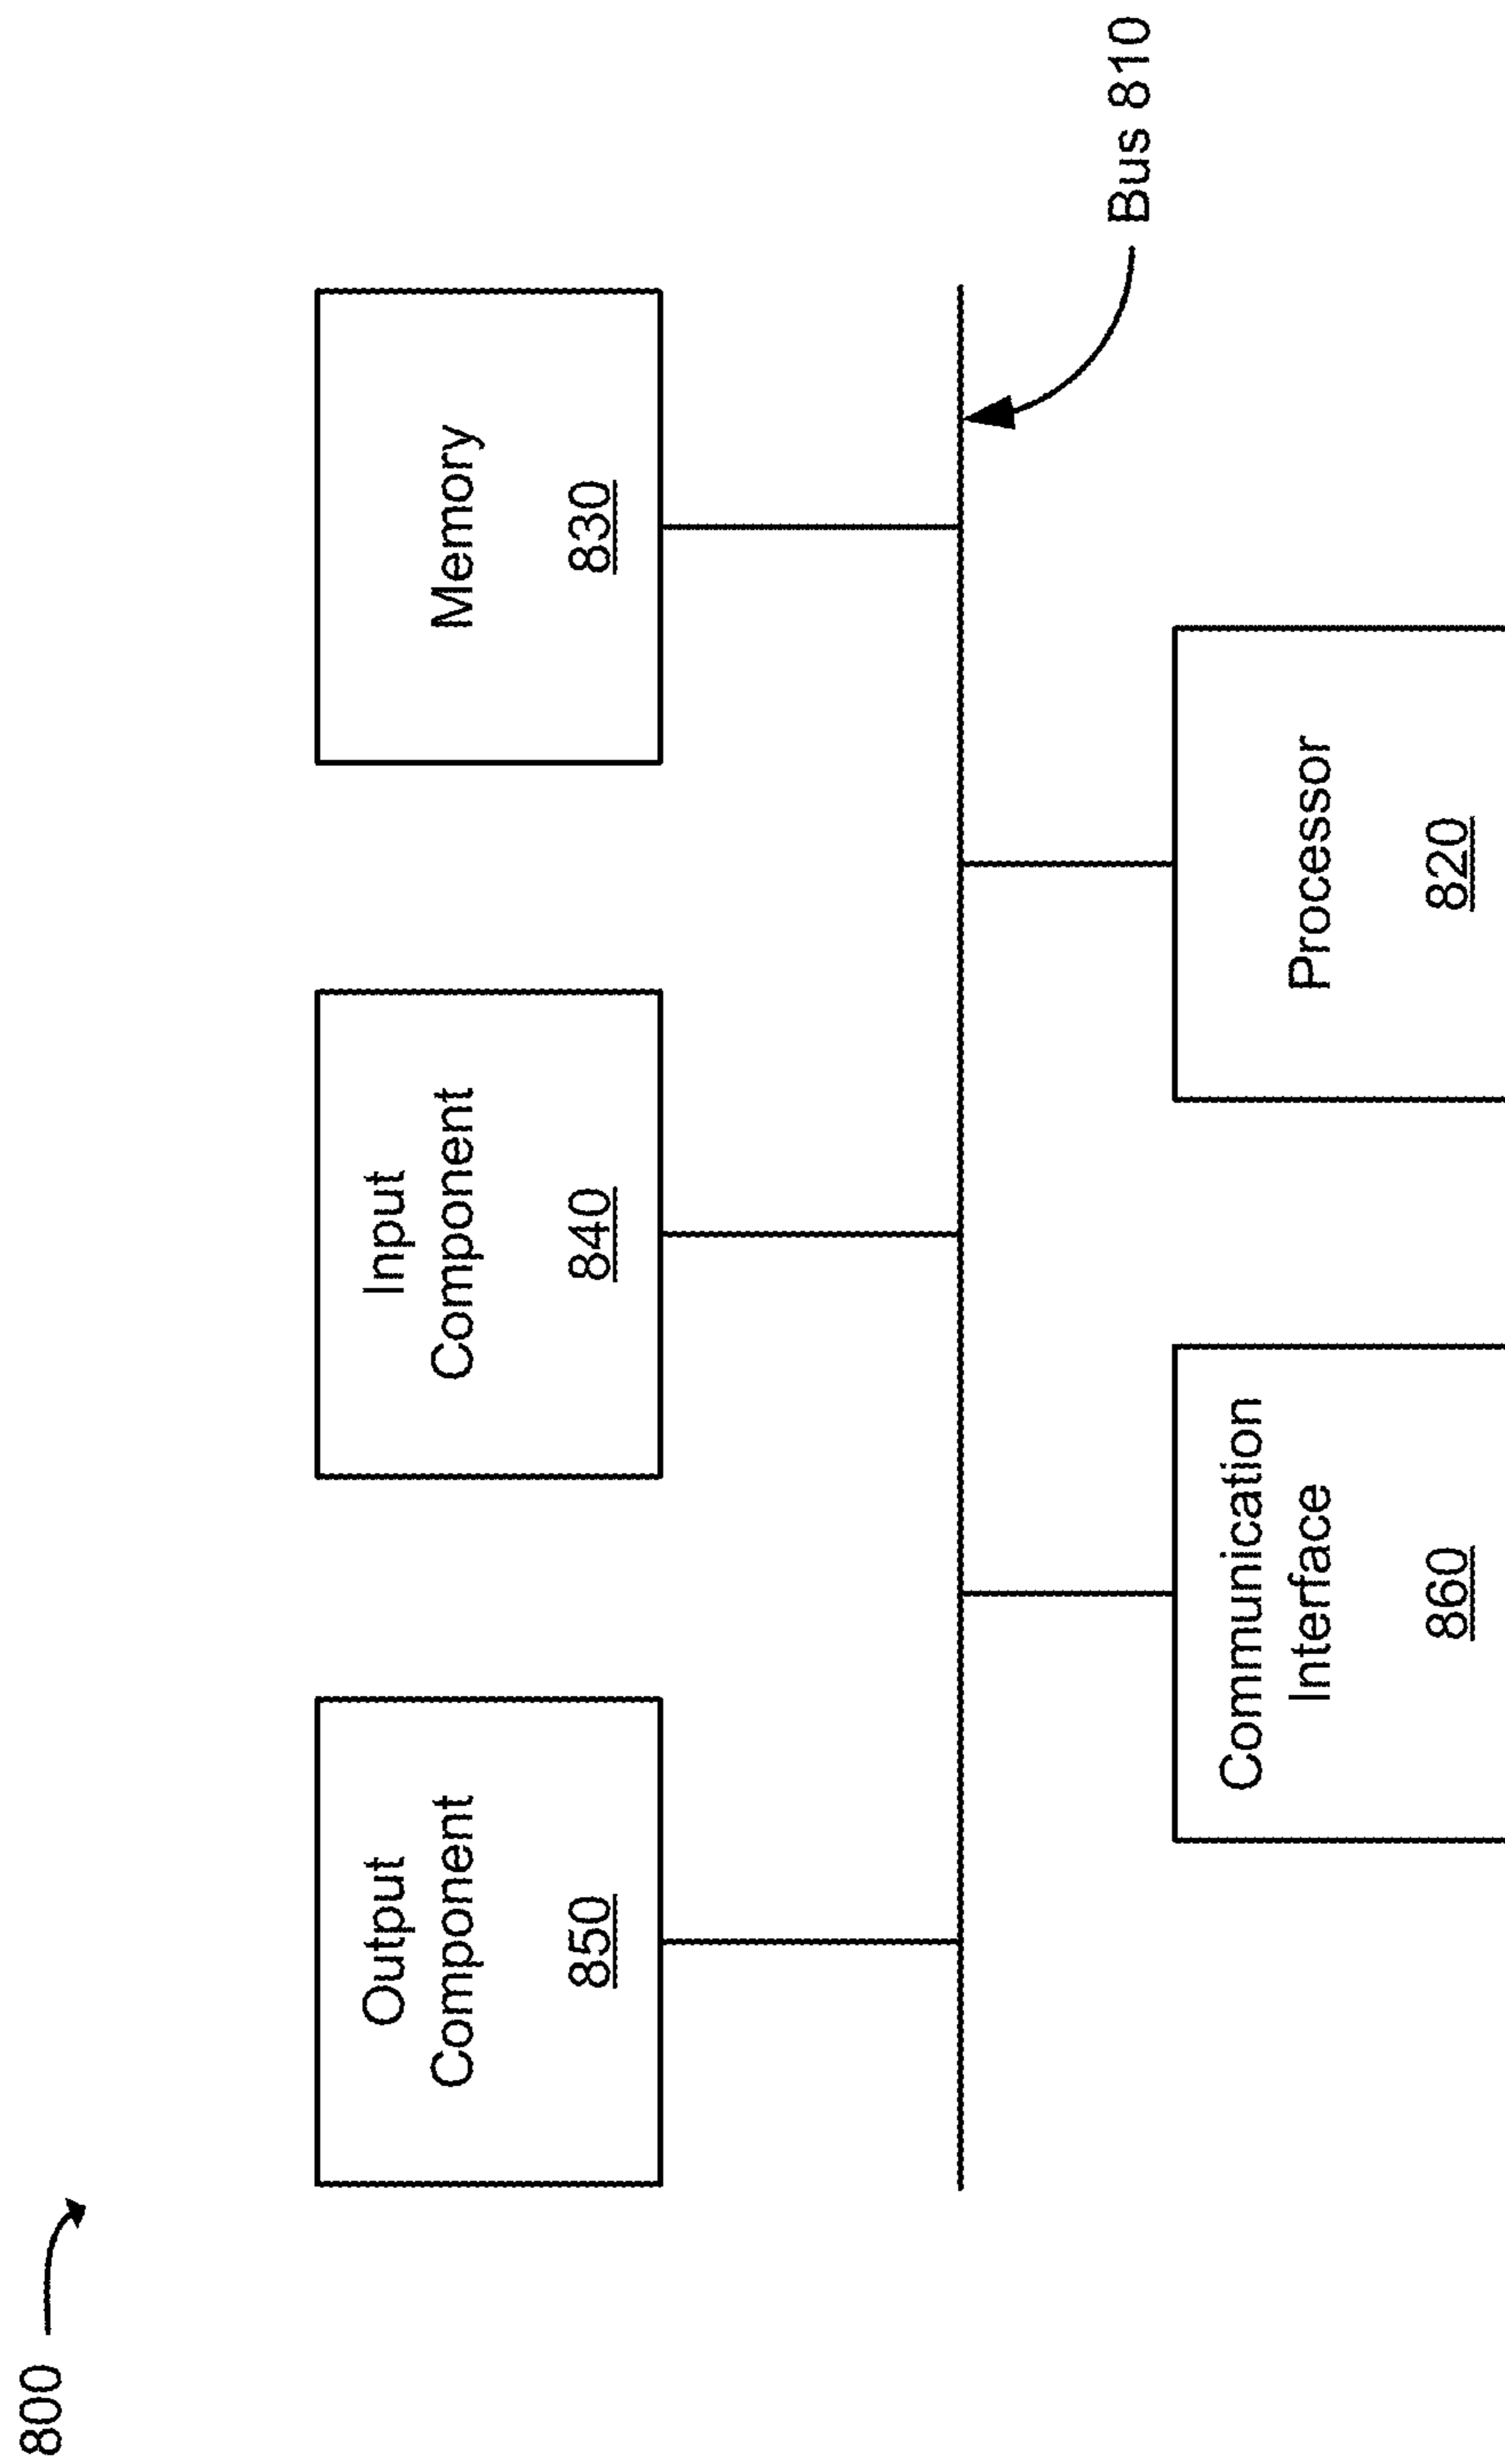 800
Output
Component
850
Input
Component
840
Memory
830
Bus 810
Communication
Interface
860
Processor
820